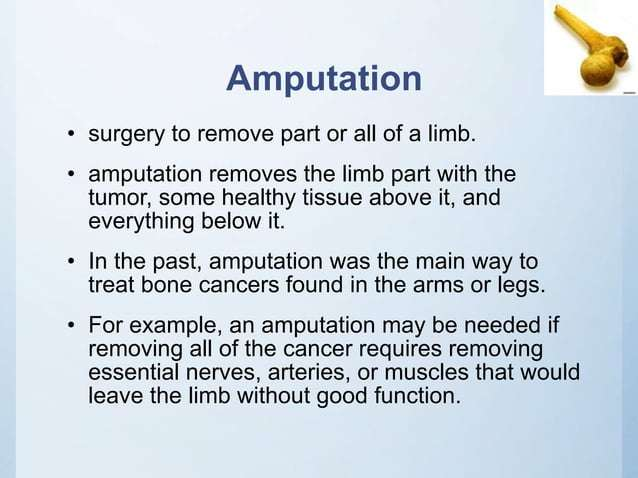 Amputation
• surgery to remove part or all of a limb.
• amputation removes the limb part with the
tumor, some healthy tissue above it, and
everything below it.
• In the past, amputation was the main way to
treat bone cancers found in the arms or legs.
• For example, an amputation may be needed if
removing all of the cancer requires removing
essential nerves, arteries, or muscles that would
leave the limb without good function.